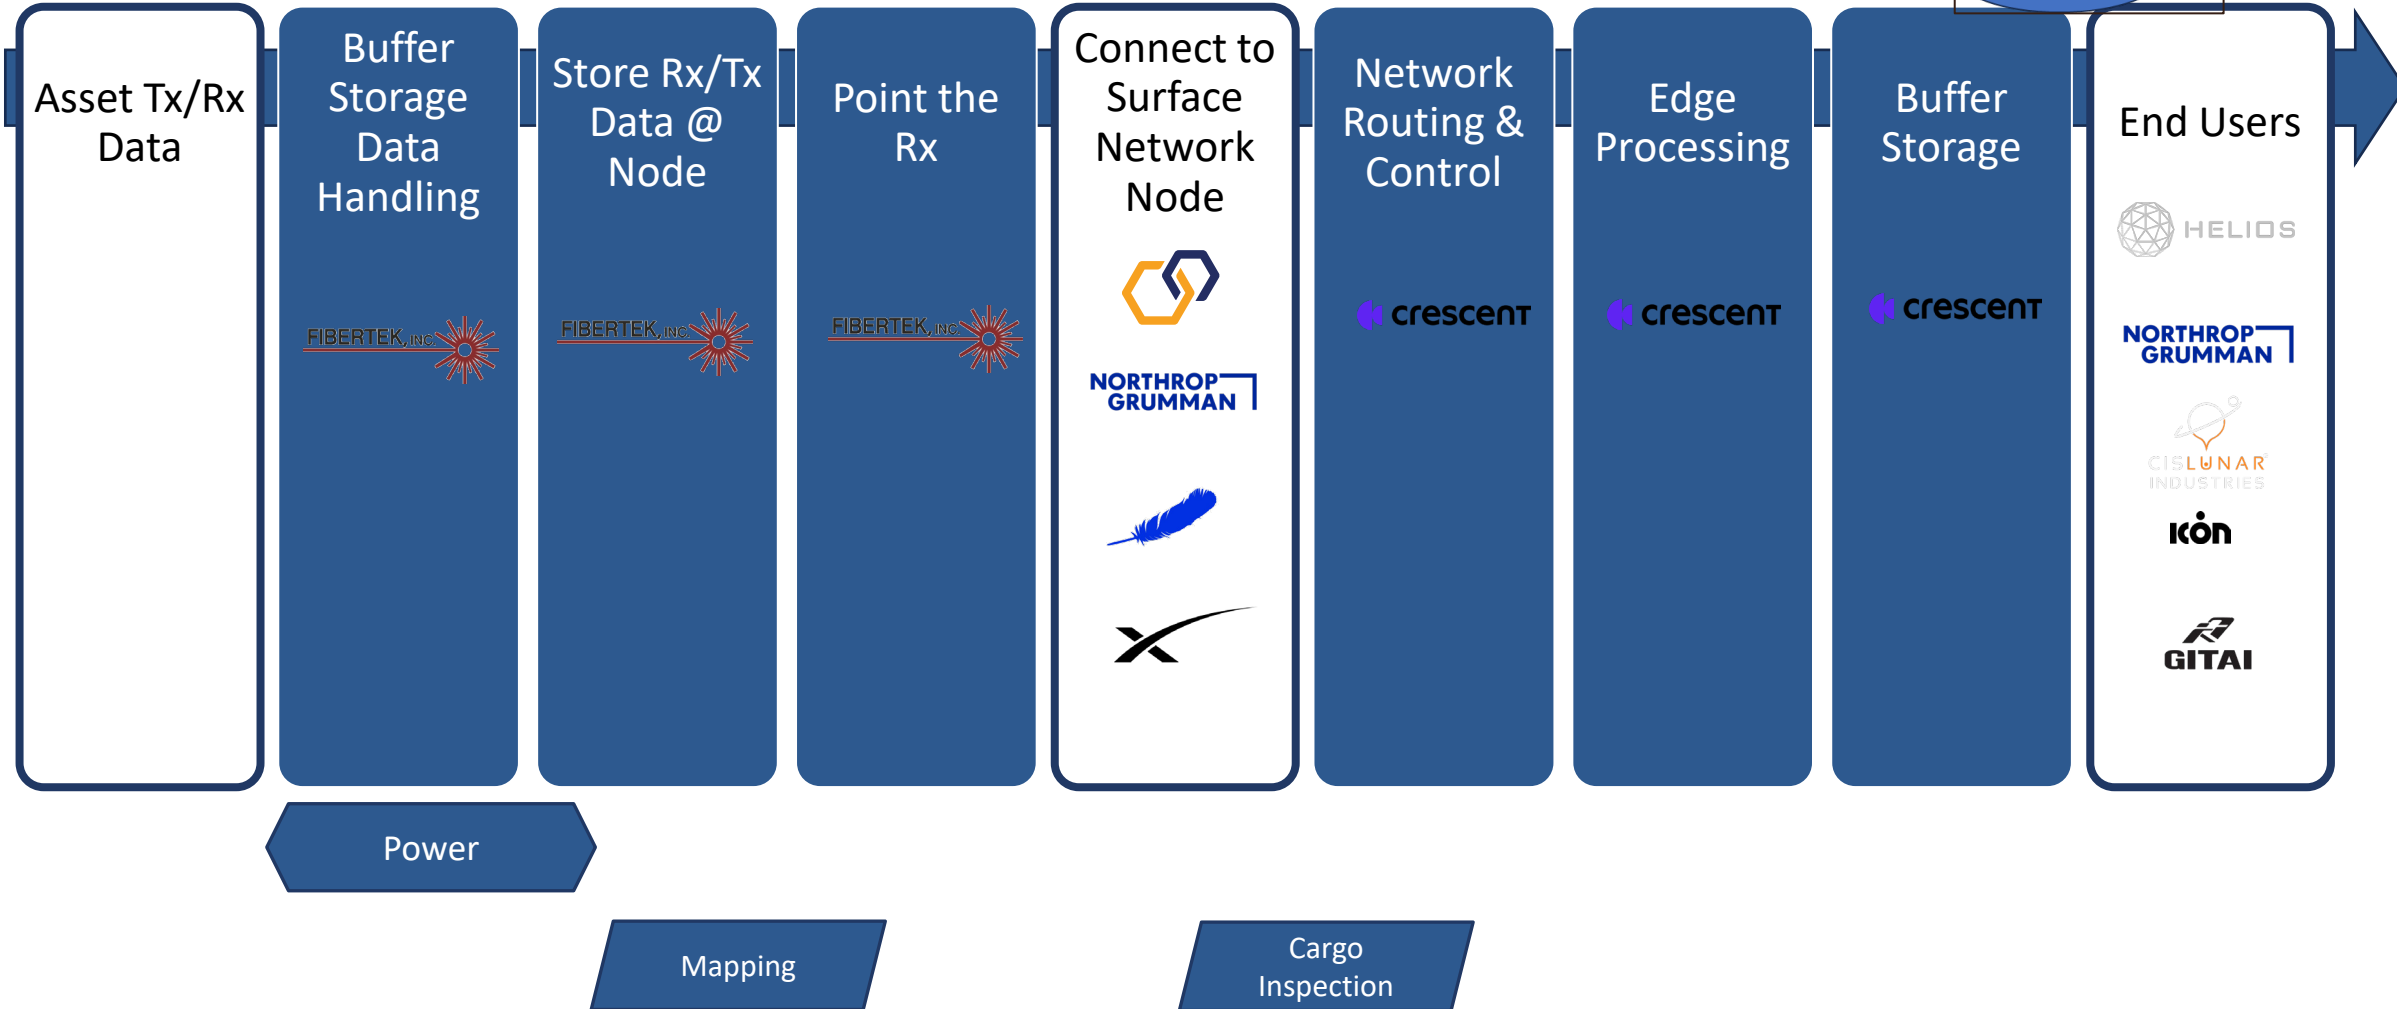 Asset Tx/Rx
Data
Buffer
Storage
Data
Handling
FIBERTEK, INC.
Store Rx/Tx
Data @
Node
FIBERTEK, INC.
Point the
Rx
FIBERTEK, INC.
Connect to
Surface
Network
Node
NORTHROP
GRUMMAN
Network
Routing &
Control
crescent
Edge
Processing
crescent
Buffer
Storage
crescent
End Users
HELIOS
NORTHROP
GRUMMAN
CISLUNAR
INDUSTRIES
ICON
GITAI
Power
Mapping
Cargo
Inspection